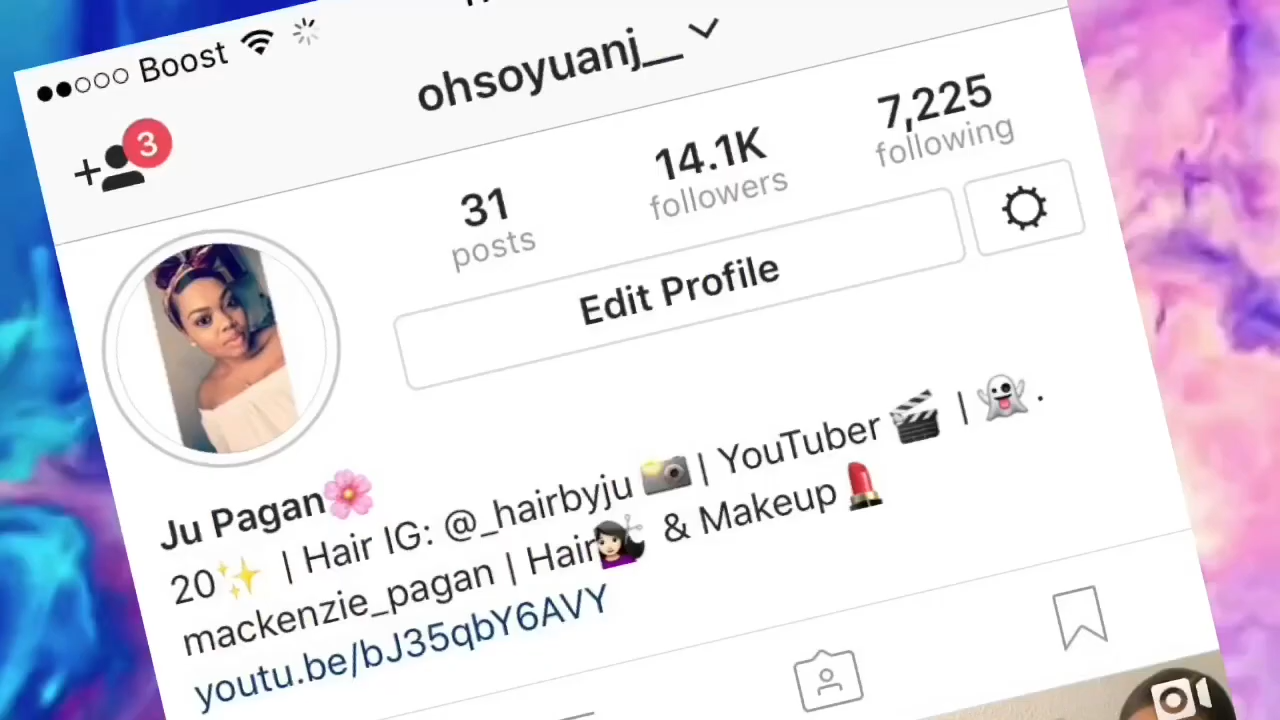 Boost
ohsoyuanj__
3
31
posts
14.1K
followers
7,225
following
Edit Profile
Ju Pagan🌸
20✨ | Hair IG: @_hairbyju 📸 | YouTuber 🎬 | 👻.
mackenzie_pagan | Hair💇🏻 & Makeup 💄
youtu.be/bJ35qbY6AVY